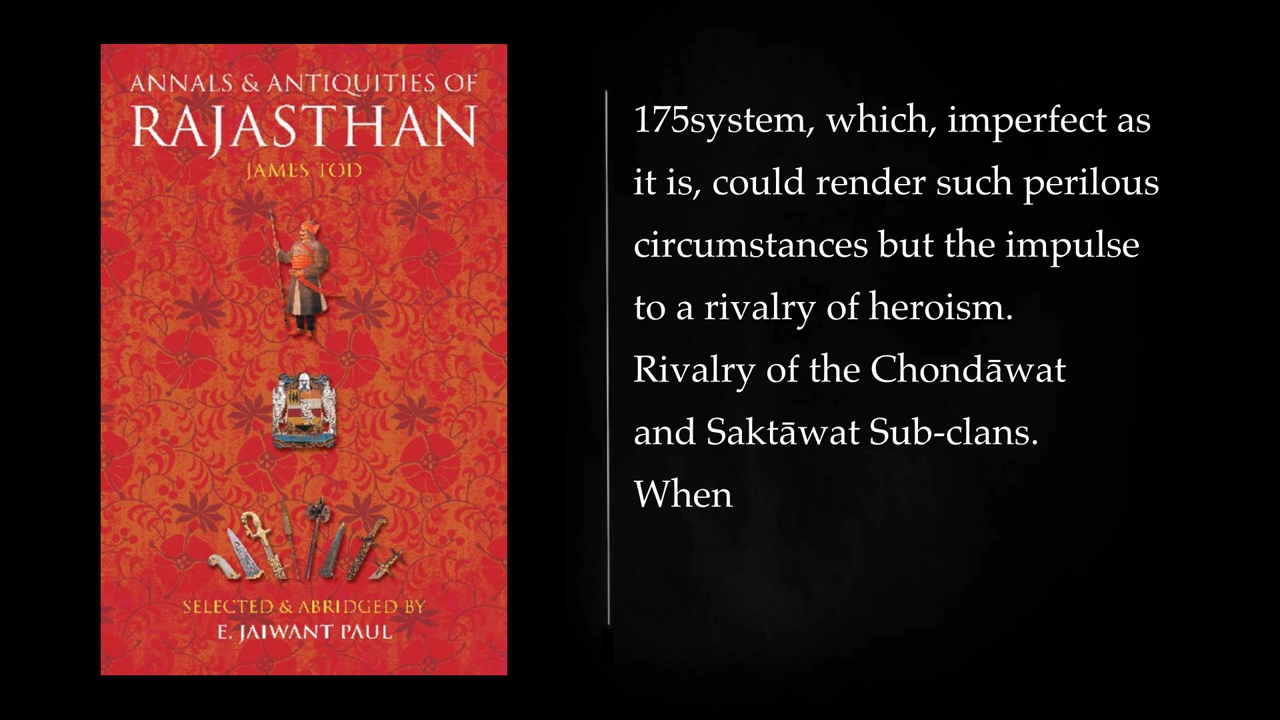 ANNALS & ANTIQUITIES OF
RAJASTHAN
JAMES TOD
SELECTED & ABRIDGED BY
E. JAIWANT PAUL
175system, which, imperfect as
it is, could render such perilous
circumstances but the impulse
to a rivalry of heroism.
Rivalry of the Chondāwat
and Saktāwat Sub-clans.
When